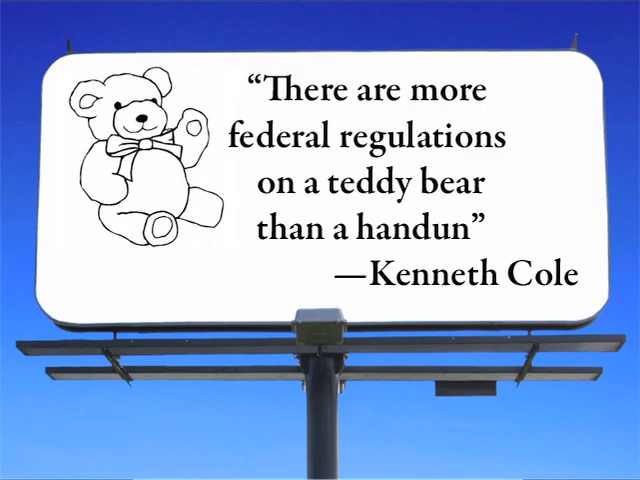 “There are more
federal regulations
on a teddy bear
than a handun”
—Kenneth Cole